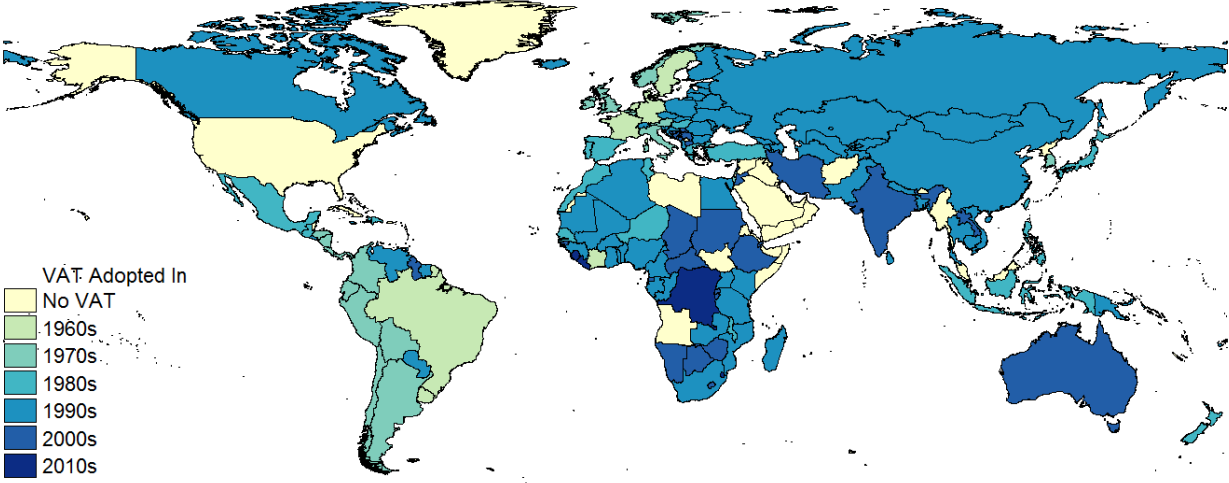 VAT Adopted In
No VAT
1960s
1970s
1980s
1990s
2000s
2010s